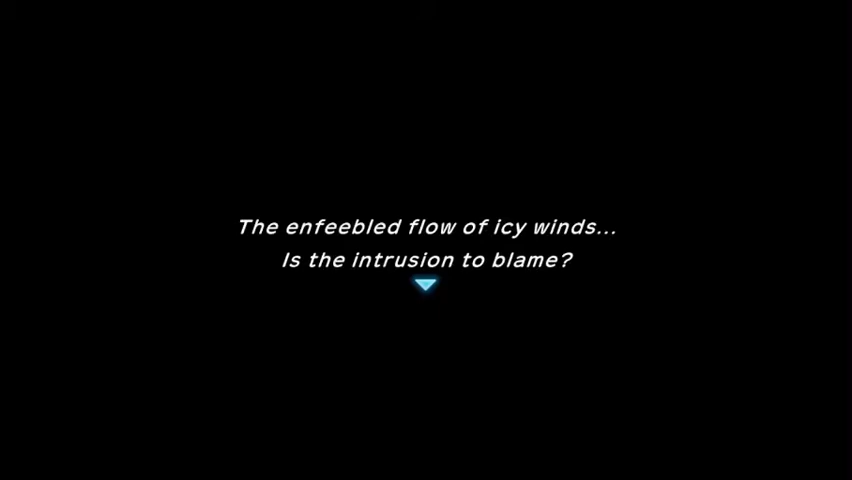 The enfeebled flow of icy winds...
Is the intrusion to blame?